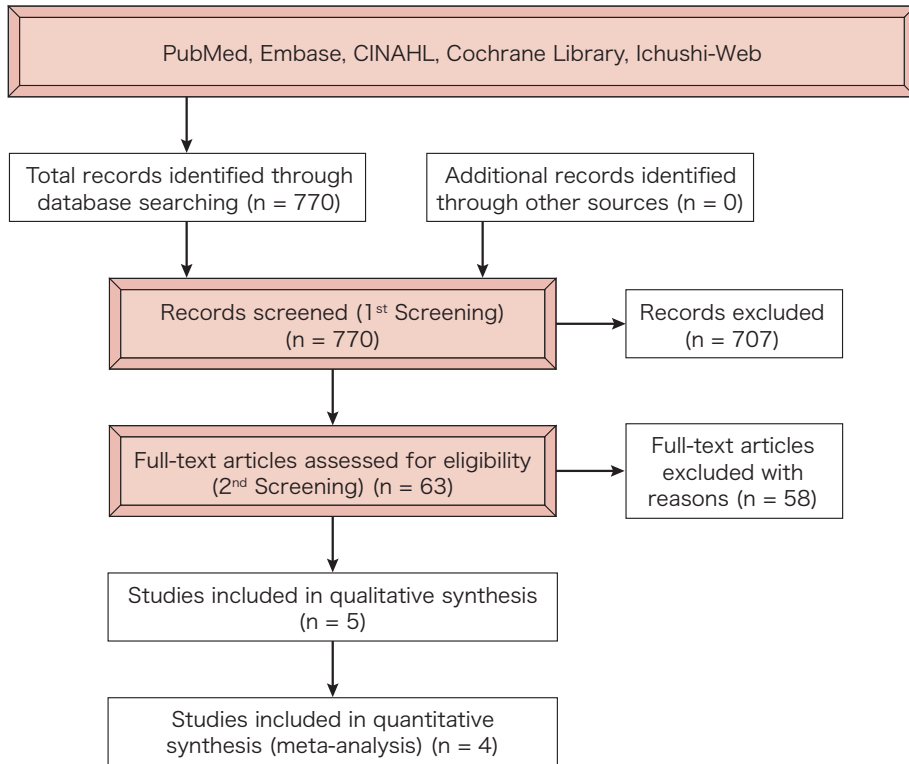 PubMed, Embase, CINAHL, Cochrane Library, Ichushi-Web
Total records identified through
database searching (n = 770)
Additional records identified
through other sources (n = 0)
Records screened (1st Screening)
(n = 770)
Records excluded
(n = 707)
Full-text articles assessed for eligibility
(2nd Screening) (n = 63)
Full-text articles
excluded with
reasons (n = 58)
Studies included in qualitative synthesis
(n = 5)
Studies included in quantitative
synthesis (meta-analysis) (n = 4)